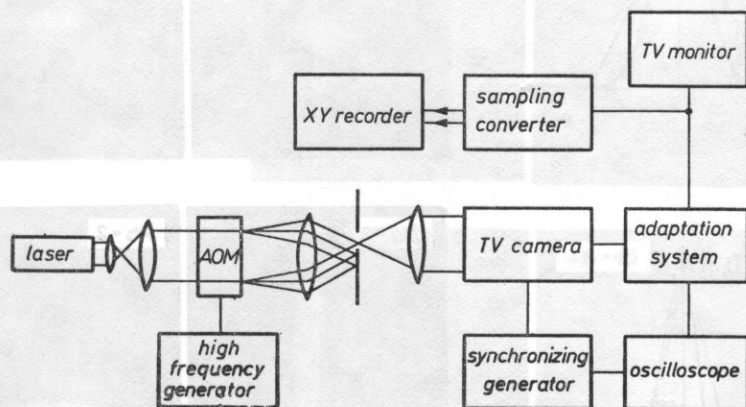 TV monitor
XY recorder
sampling
converter
laser
AOM
TV camera
adaptation
system
high
frequency
generator
synchronizing
generator
oscilloscope